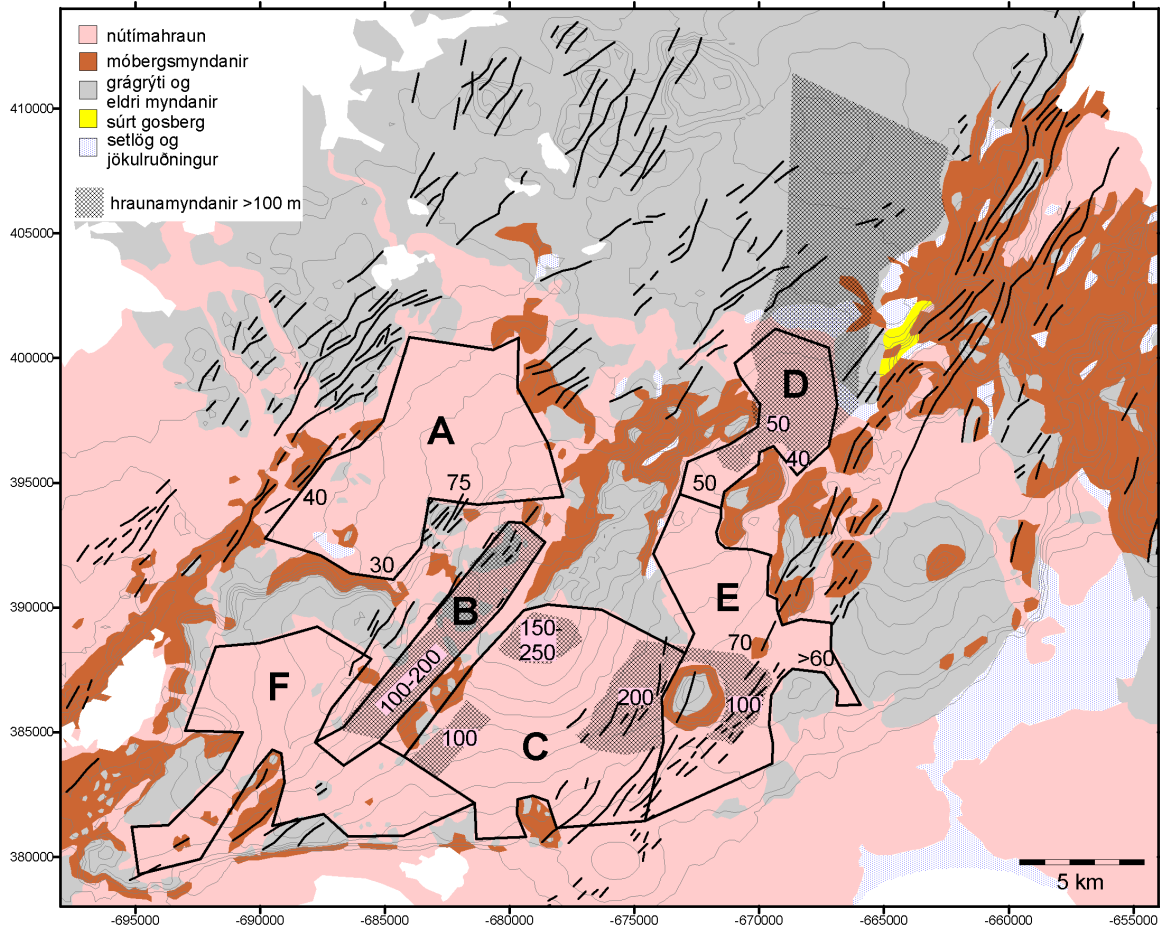 nútímahraun
móbergsmyndanir
grágrýti og
eldri myndanir
súrt gosberg
setlög og
jökulruðningur
hraunamyndanir >100 m
410000
405000
400000
395000
390000
385000
380000
A
D
50
40
75
50
40
30
B
E
150-
250
70
>60
F
100-200
200
100
100
C
5 km
-695000
-690000
-685000
-680000
-675000
-670000
-665000
-660000
-655000